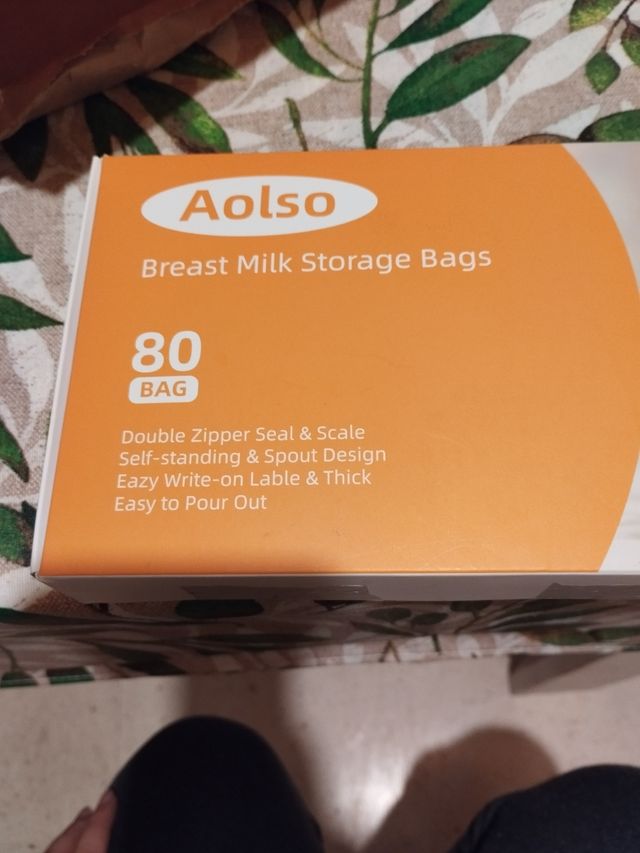 Aolso
Breast Milk Storage Bags
80
BAG
Double Zipper Seal & Scale
Self-standing & Spout Design
Eazy Write-on Lable & Thick
Easy to Pour Out